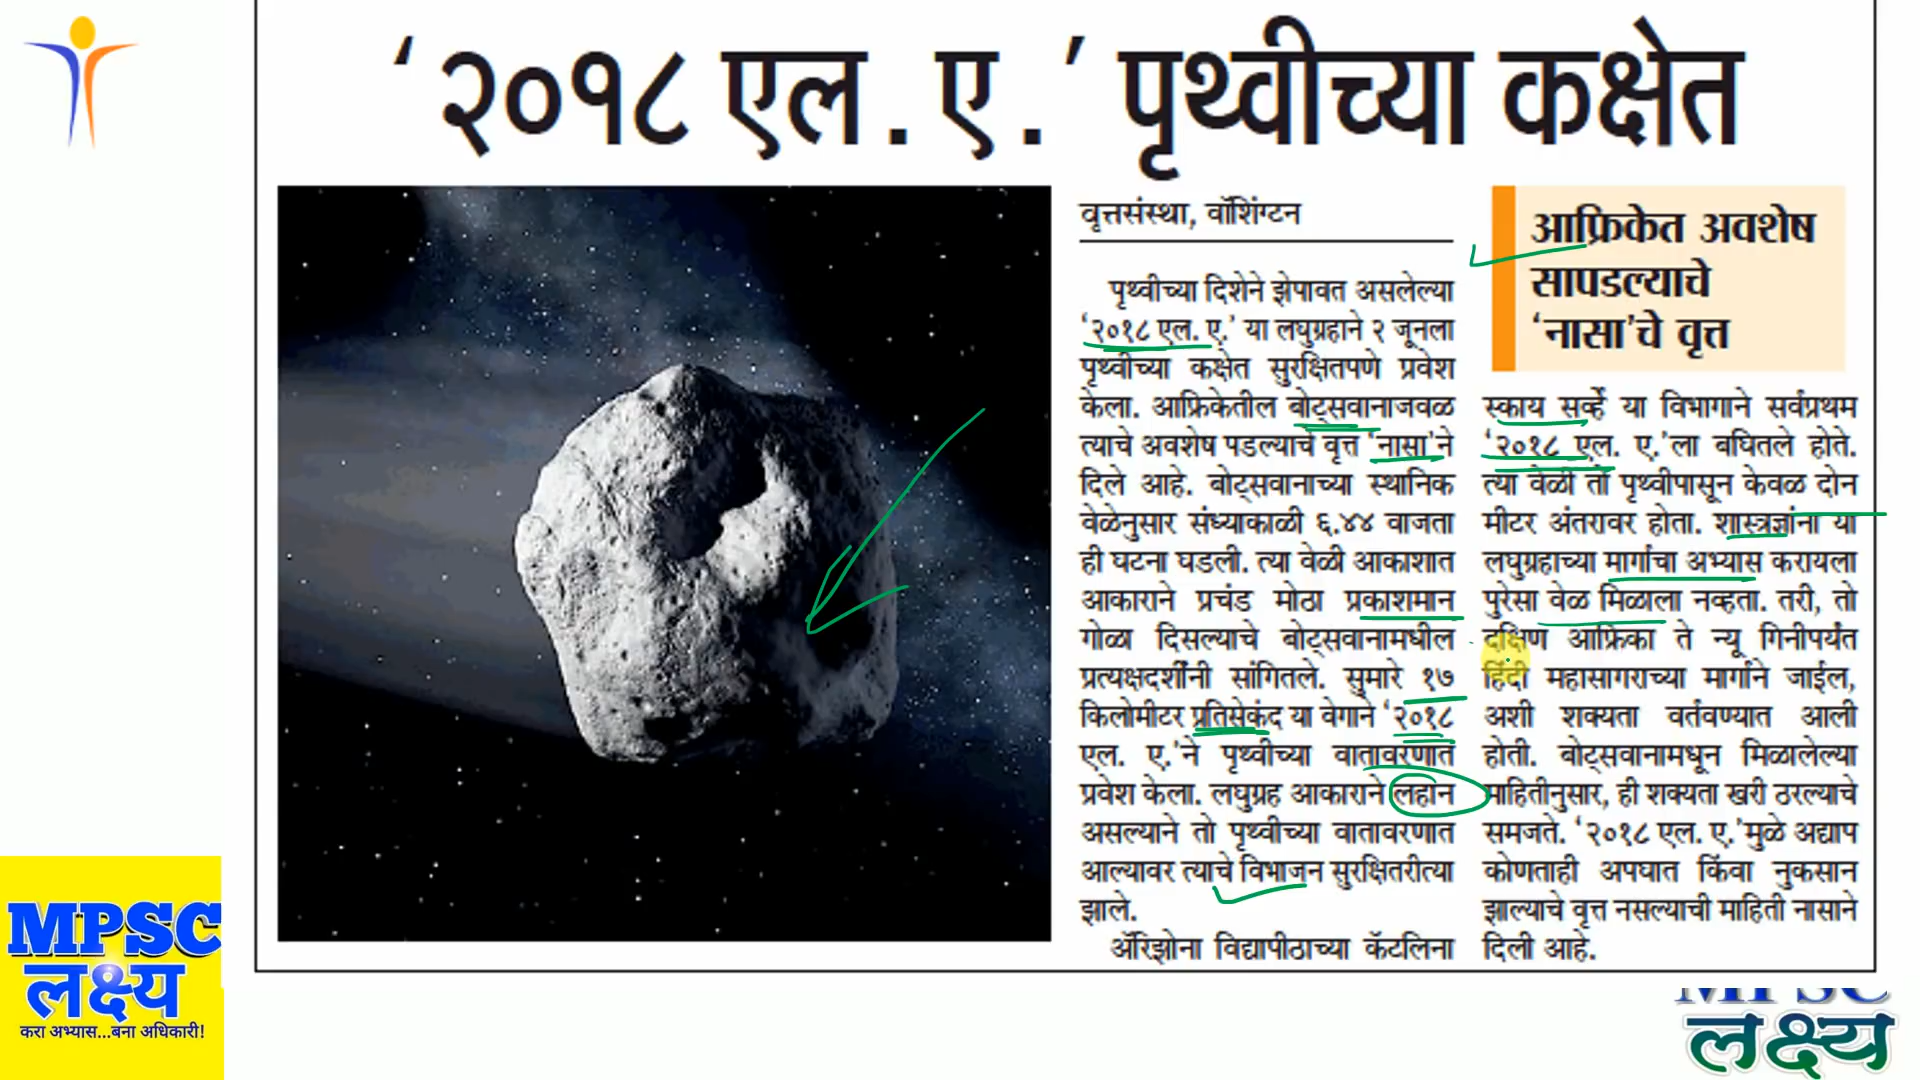 ‘२०१८ एल. ए.’ पृथ्वीच्या कक्षेत
वृत्तसंस्था, वॉशिंग्टन
पृथ्वीच्या दिशेने झेपावत असलेल्या
‘२०१८ एल. ए.’ या लघुग्रहाने २ जूनला
पृथ्वीच्या कक्षेत सुरक्षितपणे प्रवेश
केला. आफ्रिकेतील बोट्सवानाजवळ
त्याचे अवशेष पडल्याचे वृत्त ‘नासा’ने
दिले आहे. बोट्सवानाच्या स्थानिक
वेळेनुसार संध्याकाळी ६.४४ वाजता
ही घटना घडली. त्या वेळी आकाशात
आकाराने प्रचंड मोठा प्रकाशमान
गोळा दिसल्याचे बोट्सवानामधील
प्रत्यक्षदर्शींनी सांगितले. सुमारे १७
किलोमीटर प्रतिसेकंद या वेगाने ‘२०१८
एल. ए.’ने पृथ्वीच्या वातावरणात
प्रवेश केला. लघुग्रह आकाराने लहान
असल्याने तो पृथ्वीच्या वातावरणात
आल्यावर त्याचे विभाजन सुरक्षितरीत्या
झाले.
ॲरिझोना विद्यापीठाच्या कॅटलिना
आफ्रिकेत अवशेष
सापडल्याचे
‘नासा’चे वृत्त
स्काय सर्व्हे या विभागाने सर्वप्रथम
‘२०१८ एल. ए.’ला बघितले होते.
त्या वेळी तो पृथ्वीपासून केवळ दोन
मीटर अंतरावर होता. शास्त्रज्ञांना या
लघुग्रहाच्या मार्गाचा अभ्यास करायला
पुरेसा वेळ मिळाला नव्हता. तरी, तो
दक्षिण आफ्रिका ते न्यू गिनीपर्यंत
हिंदी महासागराच्या मार्गाने जाईल,
अशी शक्यता वर्तवण्यात आली
होती. बोट्सवानामधून मिळालेल्या
माहितीनुसार, ही शक्यता खरी ठरल्याचे
समजते. ‘२०१८ एल. ए.’मुळे अद्याप
कोणताही अपघात किंवा नुकसान
झाल्याचे वृत्त नसल्याची माहिती नासाने
दिली आहे.
MPSC
लक्ष्य
करा अभ्यास...बना अधिकारी!
MPSC
लक्ष्य